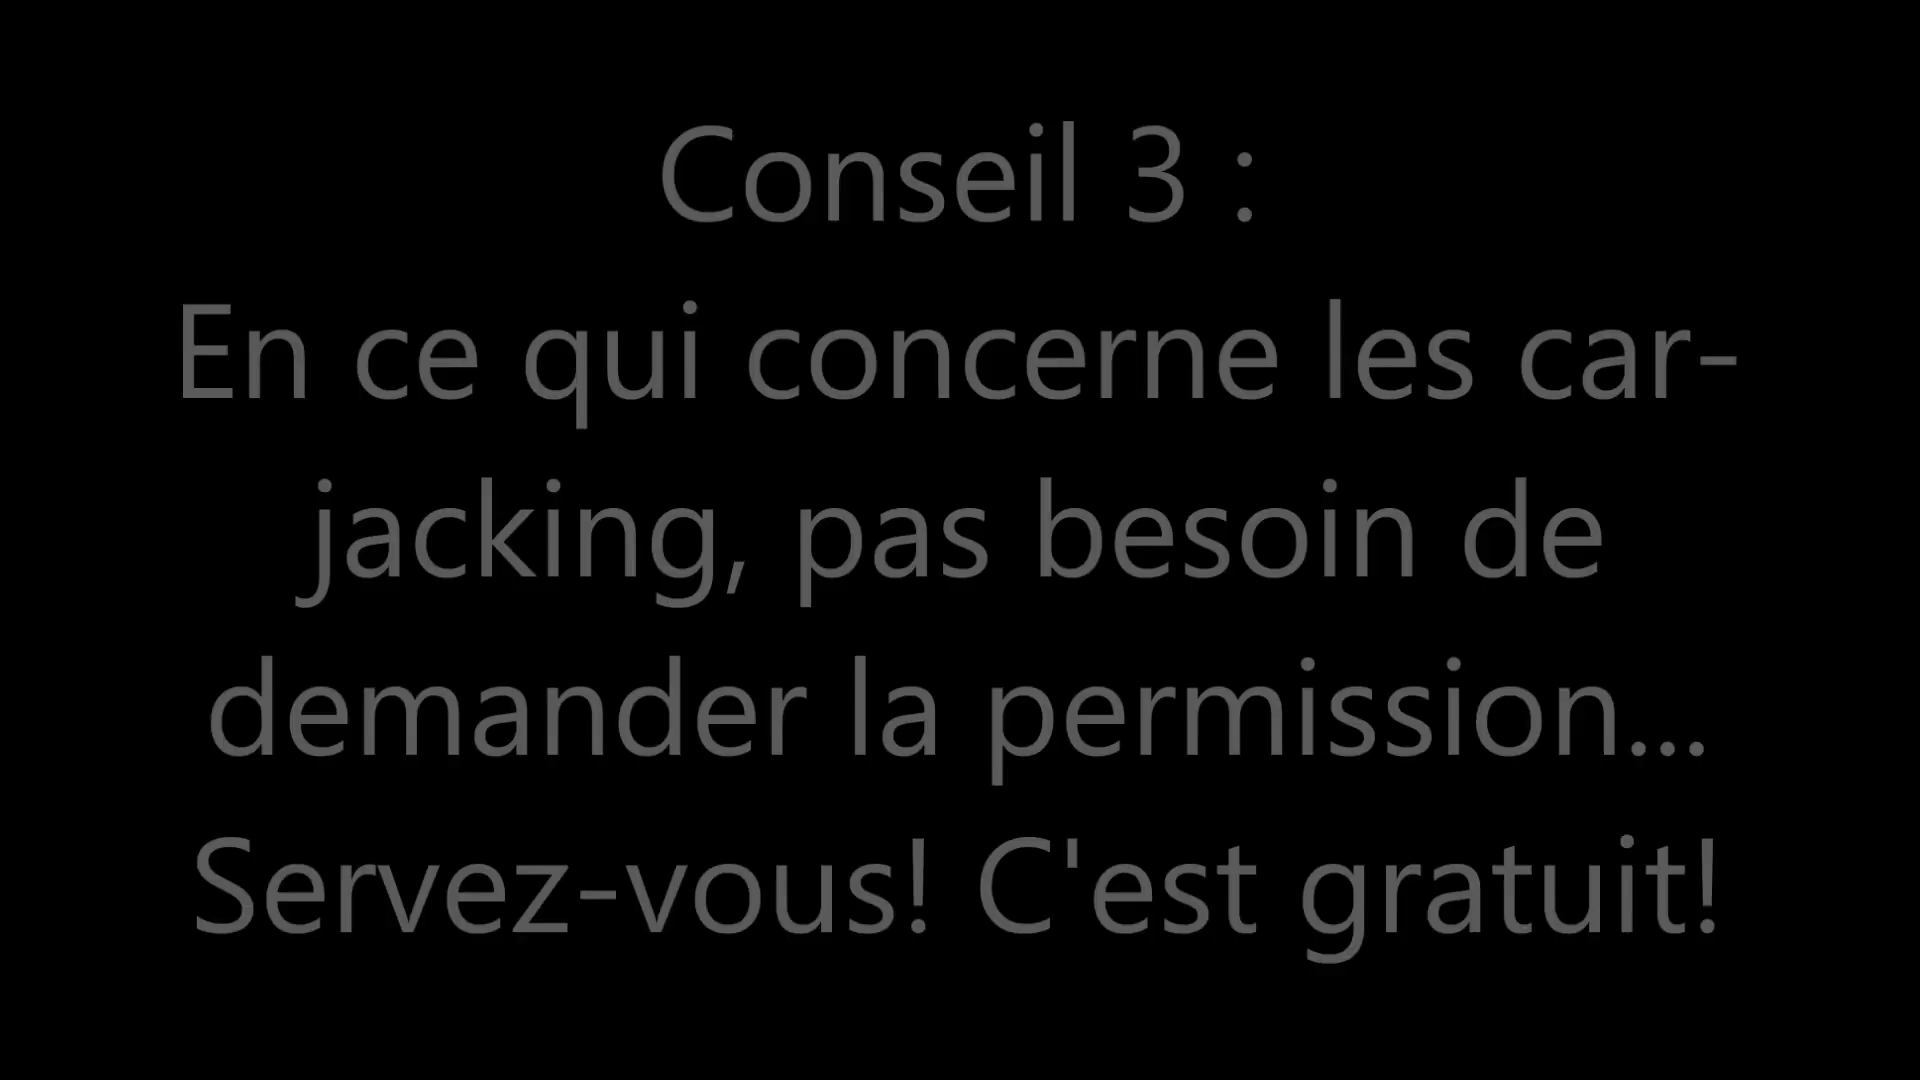 Conseil 3 :
En ce qui concerne les car-
jacking, pas besoin de
demander la permission...
Servez-vous! C'est gratuit!